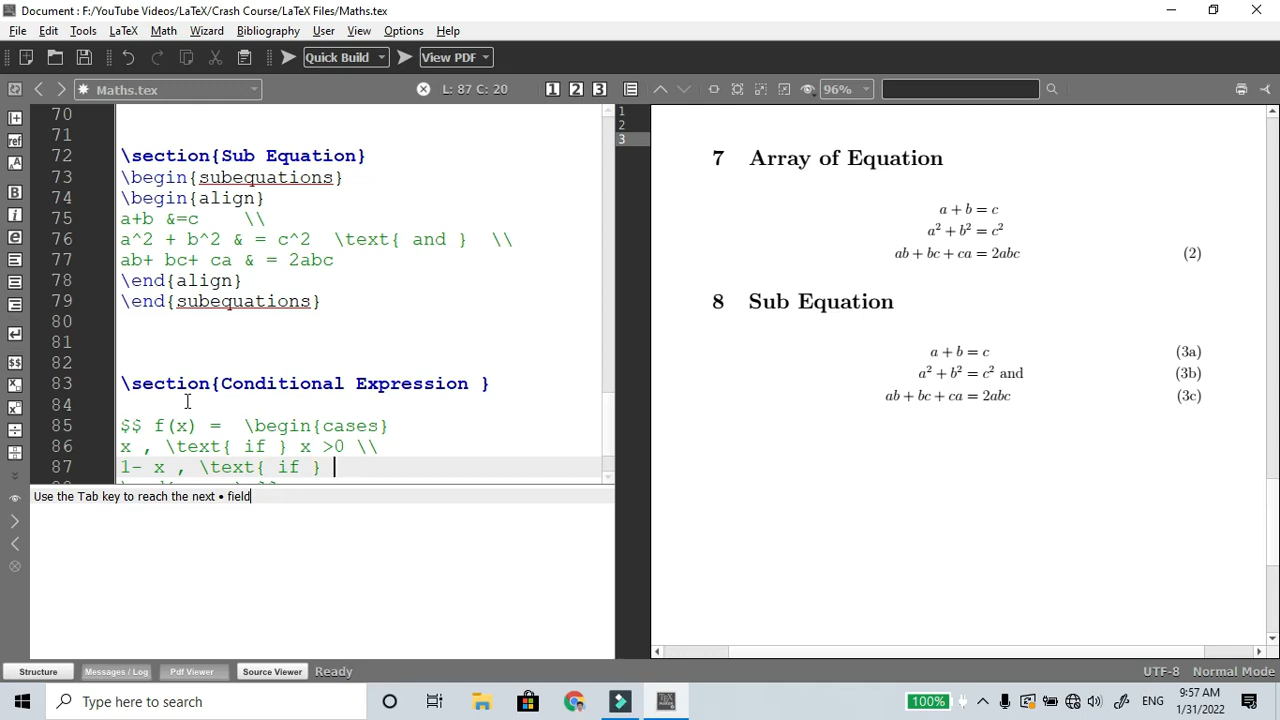 Document : F:/YouTube Videos/LaTeX/Crash Course/LaTeX Files/Maths.tex
File Edit Tools LaTeX Math Wizard Bibliography User View Options Help
Quick Build View PDF
Maths.tex L: 87 C: 20 1 2 3 96%
70
71
72 \section{Sub Equation}
73 \begin{subequations}
74 \begin{align}
75 a+b &=c \\
76 a^2 + b^2 & = c^2 \text{ and } \\
77 ab+ bc+ ca & = 2abc
78 \end{align}
79 \end{subequations}
80
81
82
83 \section{Conditional Expression }
84
85 $$ f(x) = \begin{cases}
86 x , \text{ if } x >0 \\
87 1- x , \text{ if }
Use the Tab key to reach the next • field
1
2
3
7 Array of Equation
a + b = c
a² + b² = c²
ab + bc + ca = 2abc (2)
8 Sub Equation
a + b = c (3a)
a² + b² = c² and (3b)
ab + bc + ca = 2abc (3c)
Structure Messages / Log Pdf Viewer Source Viewer Ready UTF-8 Normal Mode
Type here to search 100% ENG 9:57 AM
1/31/2022